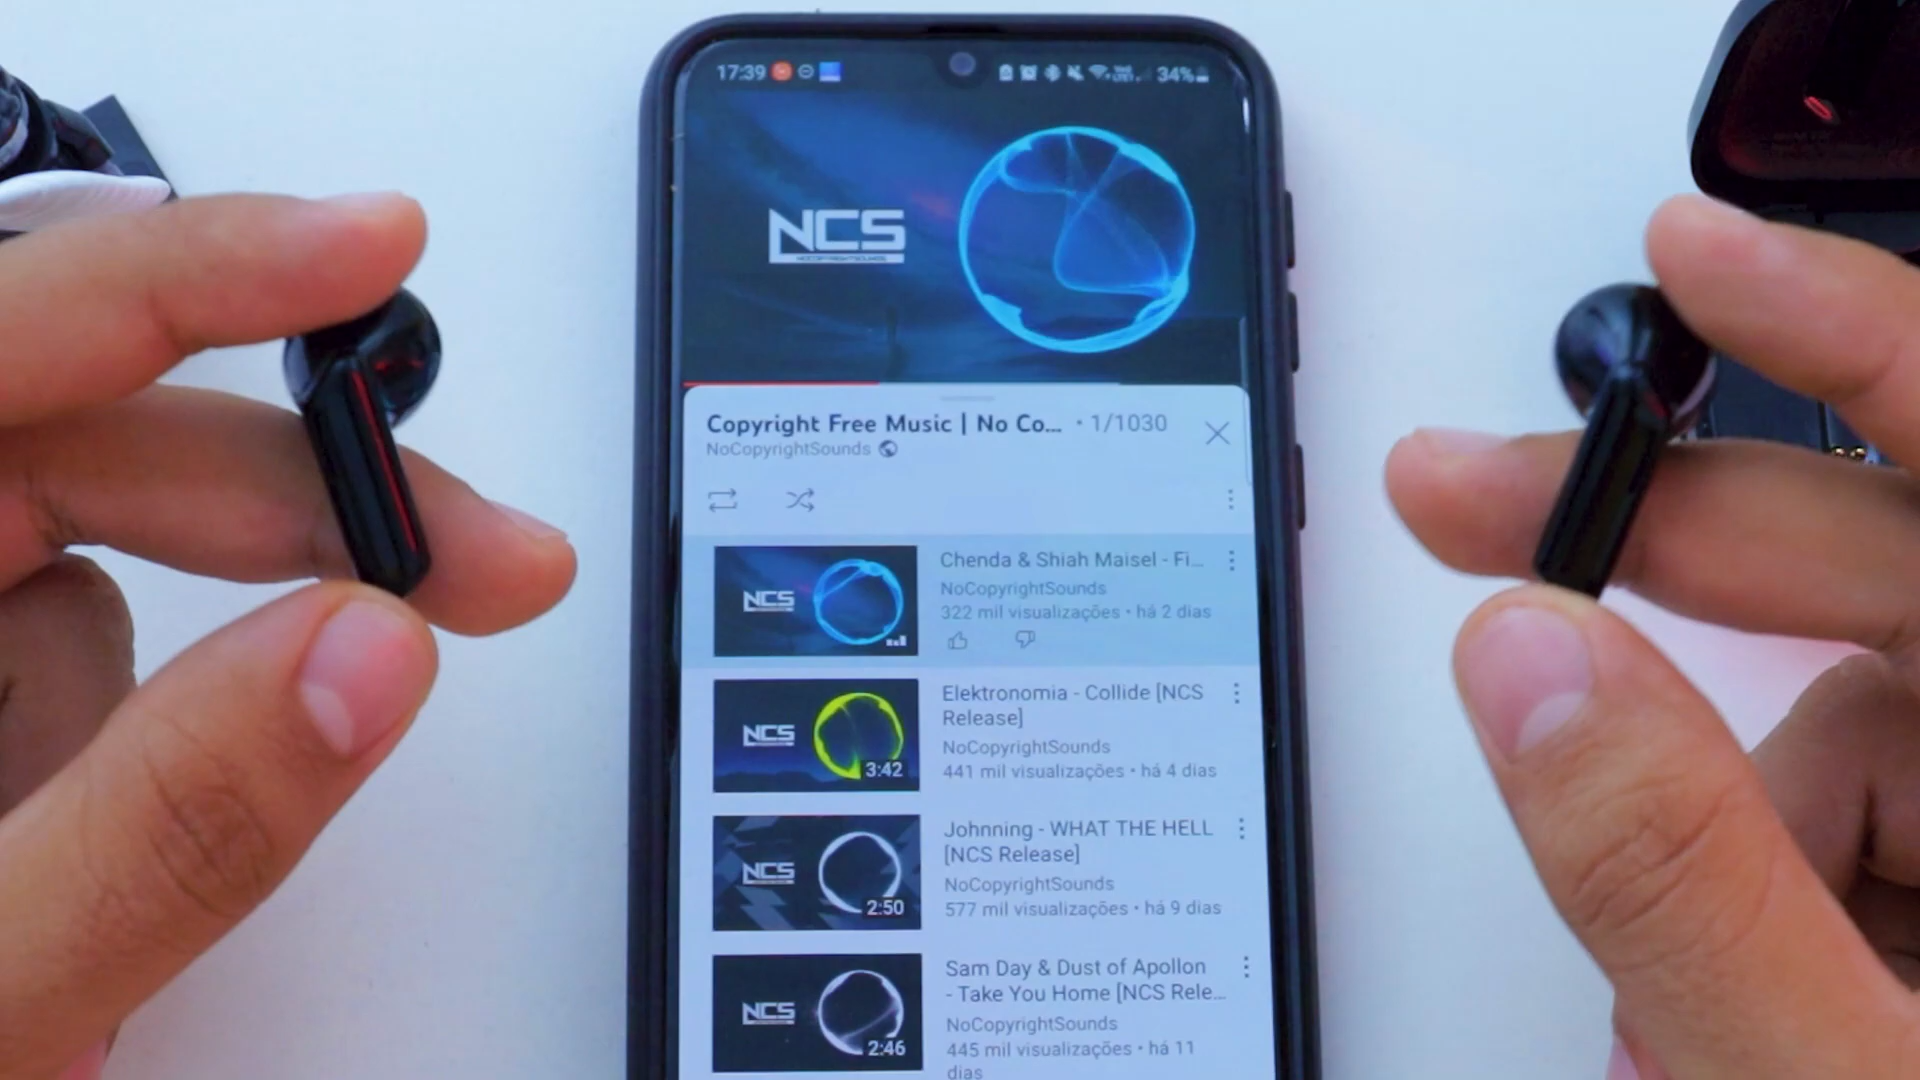 17:39
34%
NCS
NOCOPYRIGHTSOUNDS
Copyright Free Music | No Co... • 1/1030
NoCopyrightSounds
NCS
Chenda & Shiah Maisel - Fi...
NoCopyrightSounds
322 mil visualizações • há 2 dias
NCS
3:42
Elektronomia - Collide [NCS
Release]
NoCopyrightSounds
441 mil visualizações • há 4 dias
NCS
2:50
Johnning - WHAT THE HELL
[NCS Release]
NoCopyrightSounds
577 mil visualizações • há 9 dias
NCS
2:46
Sam Day & Dust of Apollon
- Take You Home [NCS Rele...
NoCopyrightSounds
445 mil visualizações • há 11
dias